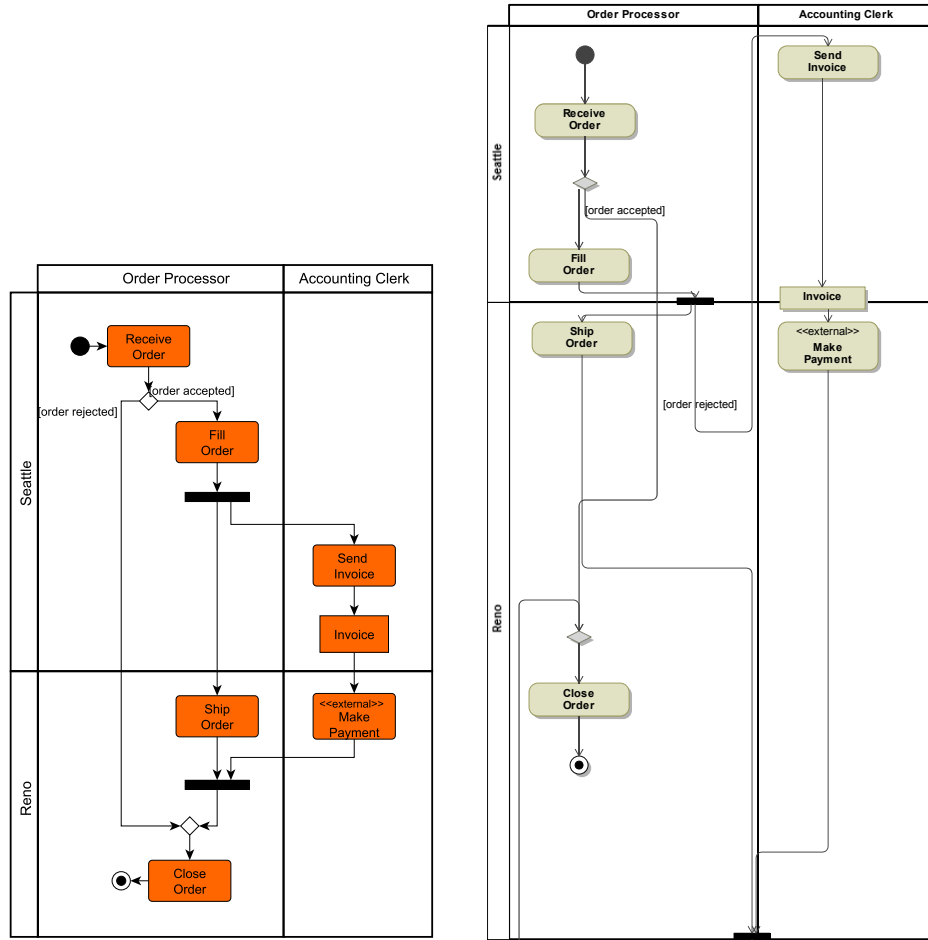 Order Processor
Accounting Clerk
Seattle
Receive
Order
[order accepted]
[order rejected]
Fill
Order
Send
Invoice
Invoice
Reno
Ship
Order
<<external>>
Make
Payment
Close
Order
Order Processor
Accounting Clerk
Seattle
Send
Invoice
Receive
Order
[order accepted]
Fill
Order
Invoice
Reno
Ship
Order
<<external>>
Make
Payment
[order rejected]
Close
Order